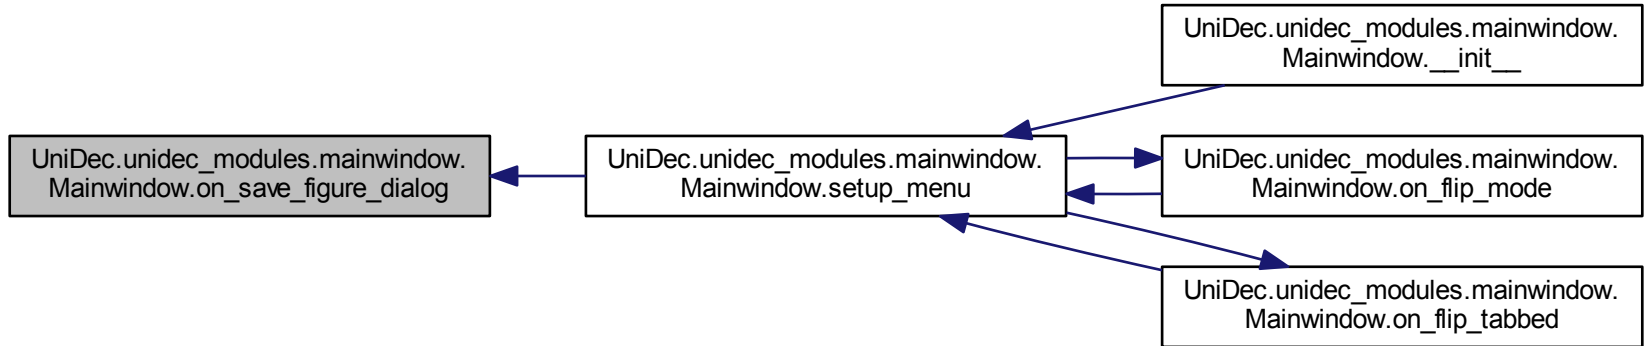 UniDec.unidec_modules.mainwindow.
Mainwindow.on_save_figure_dialog
UniDec.unidec_modules.mainwindow.
Mainwindow.setup_menu
UniDec.unidec_modules.mainwindow.
Mainwindow.__init__
UniDec.unidec_modules.mainwindow.
Mainwindow.on_flip_mode
UniDec.unidec_modules.mainwindow.
Mainwindow.on_flip_tabbed